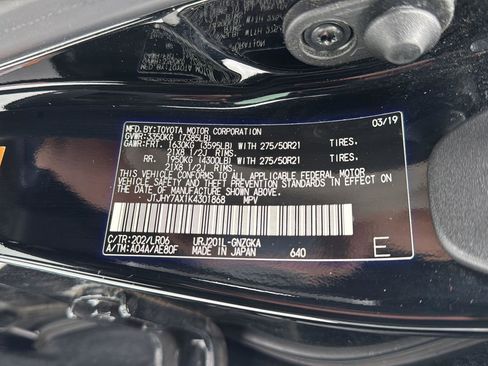 MFD. BY: TOYOTA MOTOR CORPORATION 03/19
GVWR: 3350KG (7385LB)
GAWR: FRT. 1630KG (3595LB) WITH 275/50R21 TIRES.
21X8 1/2J RIMS.
RR. 1950KG (4300LB) WITH 275/50R21 TIRES.
21X8 1/2J RIMS.
THIS VEHICLE CONFORMS TO ALL APPLICABLE FEDERAL MOTOR
VEHICLE SAFETY AND BUMPER STANDARDS IN EFFECT ON THE
DATE OF MANUFACTURE SHOWN ABOVE.
JTJHY7AX1K4301868 MPV
C/TR: 202/LR06 URJ201L-GNZGKA
A/TM: A04A/AE80F MADE IN JAPAN 640 E